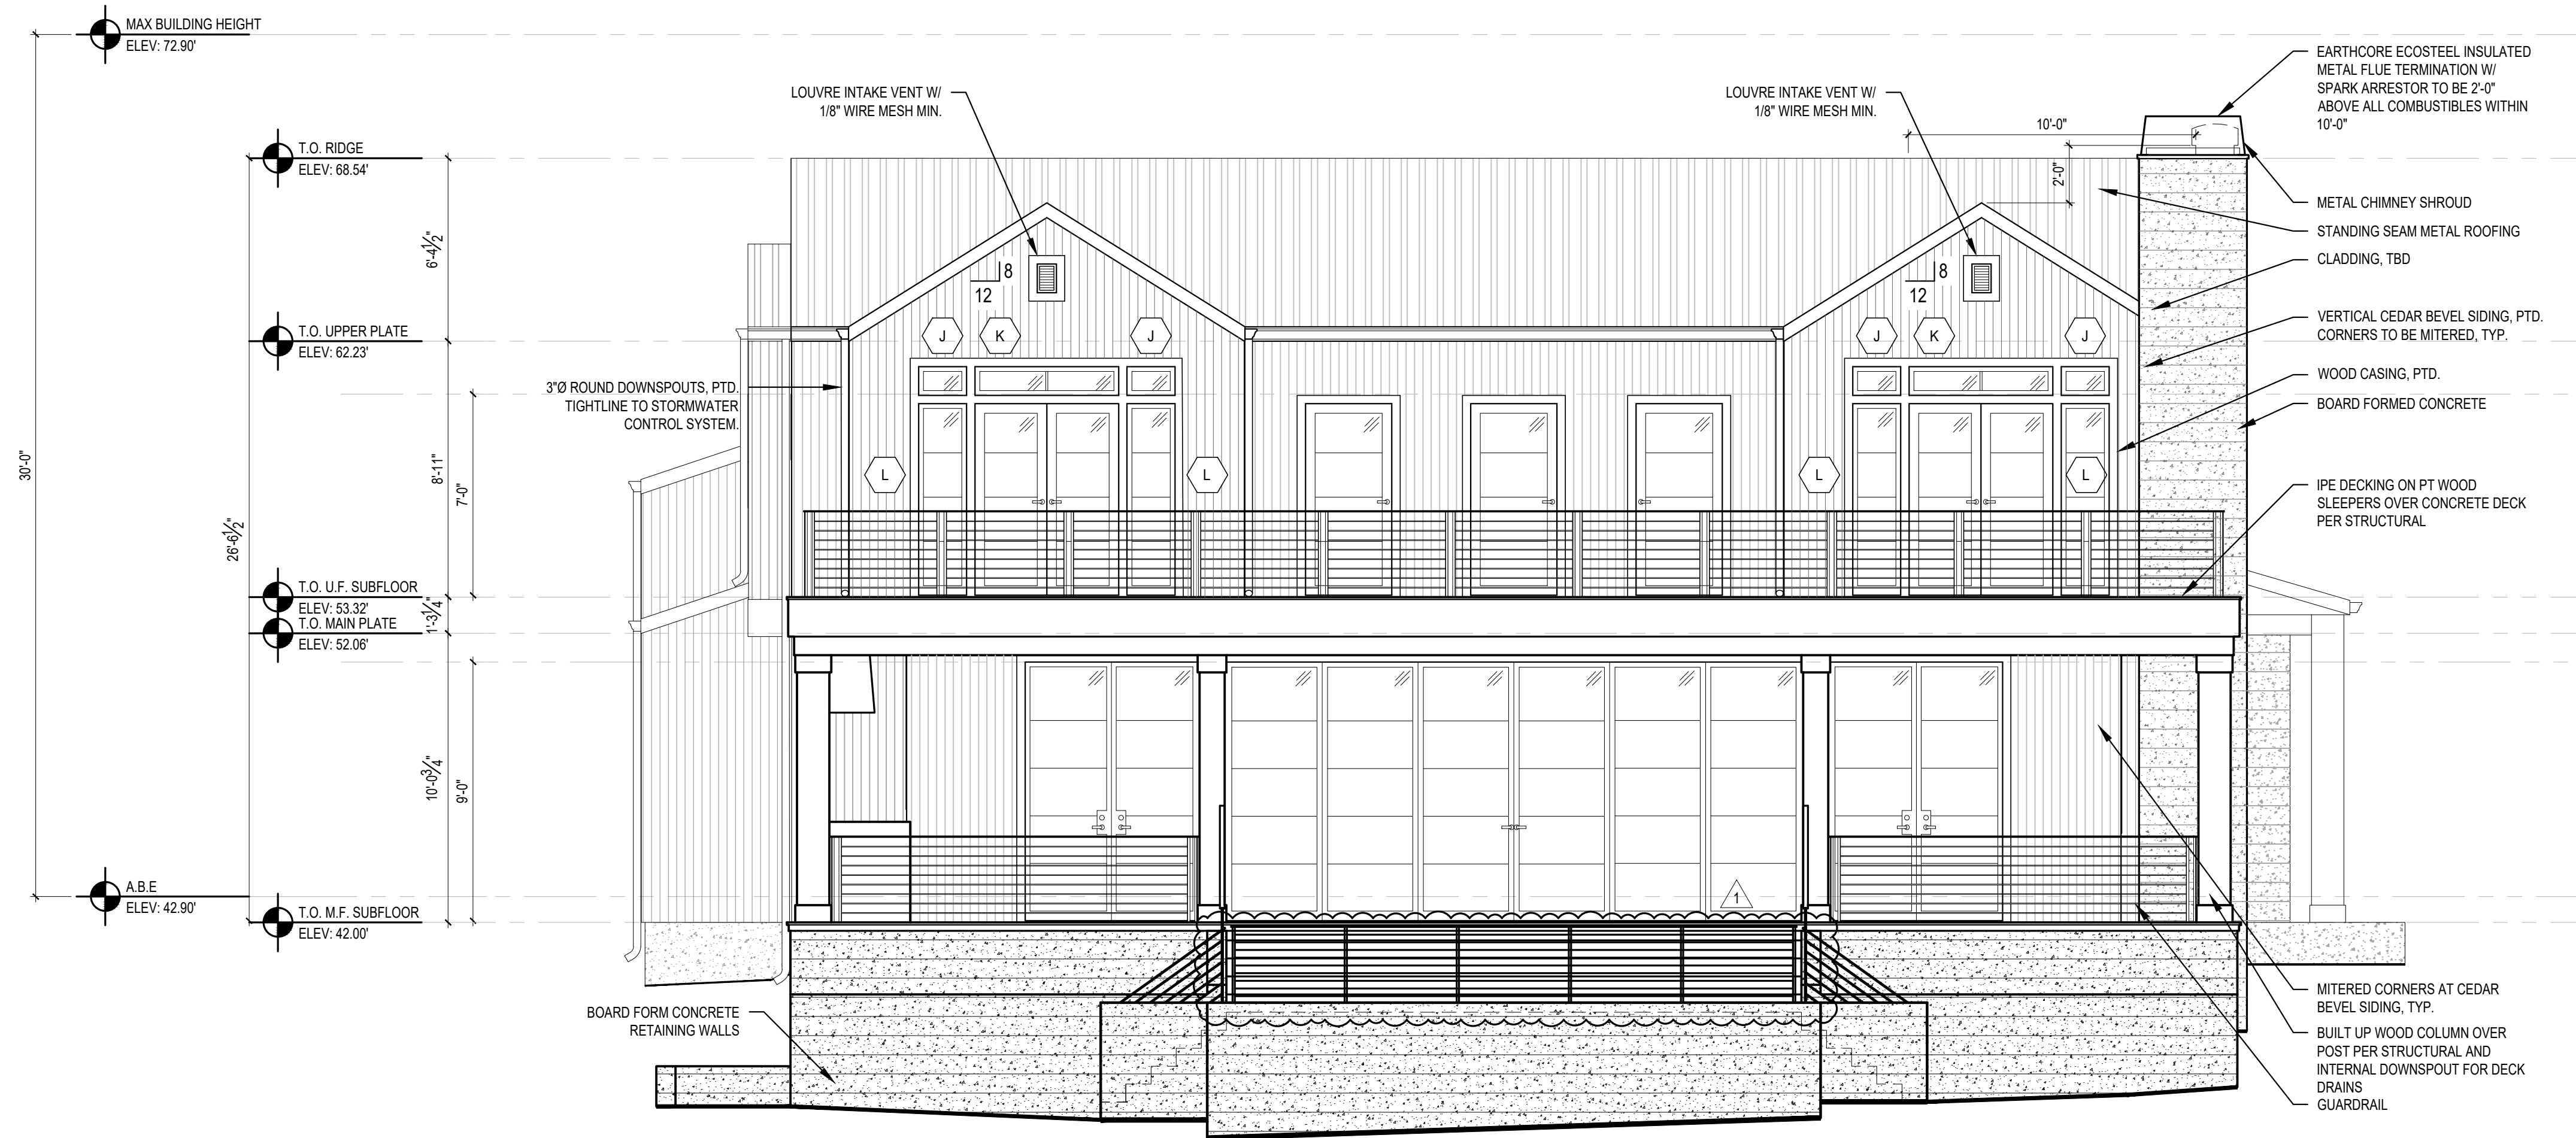 MAX BUILDING HEIGHT
ELEV: 72.90'
T.O. RIDGE
ELEV: 68.54'
T.O. UPPER PLATE
ELEV: 62.23'
T.O. U.F. SUBFLOOR
ELEV: 53.32'
T.O. MAIN PLATE
ELEV: 52.06'
A.B.E
ELEV: 42.90'
T.O. M.F. SUBFLOOR
ELEV: 42.00'
30'-0"
26'-6 1/2"
6'-4 1/2"
8'-11"
7'-0"
1'-3 1/4"
10'-0 3/4"
9'-0"
LOUVRE INTAKE VENT W/
1/8" WIRE MESH MIN.
LOUVRE INTAKE VENT W/
1/8" WIRE MESH MIN.
10'-0"
2'-0"
8
12
8
12
J
K
J
J
K
J
L
L
L
L
3"Ø ROUND DOWNSPOUTS, PTD.
TIGHTLINE TO STORMWATER
CONTROL SYSTEM.
1
BOARD FORM CONCRETE
RETAINING WALLS
EARTHCORE ECOSTEEL INSULATED
METAL FLUE TERMINATION W/
SPARK ARRESTOR TO BE 2'-0"
ABOVE ALL COMBUSTIBLES WITHIN
10'-0"
METAL CHIMNEY SHROUD
STANDING SEAM METAL ROOFING
CLADDING, TBD
VERTICAL CEDAR BEVEL SIDING, PTD.
CORNERS TO BE MITERED, TYP.
WOOD CASING, PTD.
BOARD FORMED CONCRETE
IPE DECKING ON PT WOOD
SLEEPERS OVER CONCRETE DECK
PER STRUCTURAL
MITERED CORNERS AT CEDAR
BEVEL SIDING, TYP.
BUILT UP WOOD COLUMN OVER
POST PER STRUCTURAL AND
INTERNAL DOWNSPOUT FOR DECK
DRAINS
GUARDRAIL